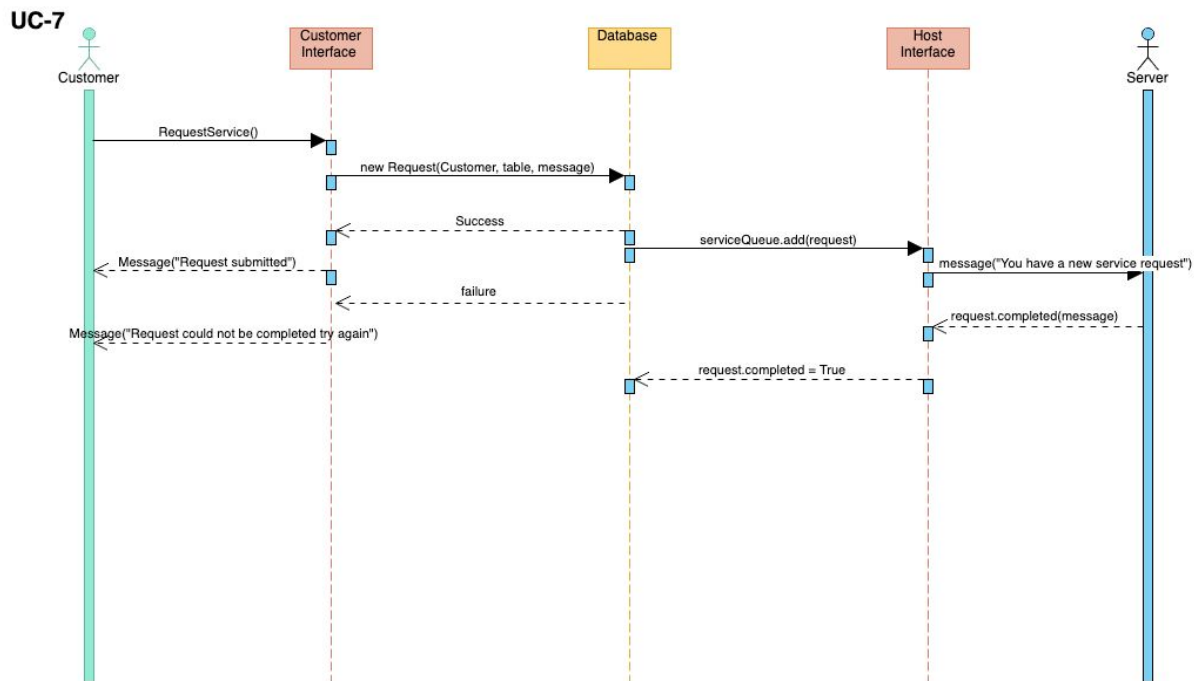 UC-7
Customer
Interface
Database
Host
Interface
Customer
Server
RequestService()
new Request(Customer, table, message)
Success
serviceQueue.add(request)
Message("Request submitted")
message("You have a new service request")
failure
request.completed(message)
Message("Request could not be completed try again")
request.completed = True